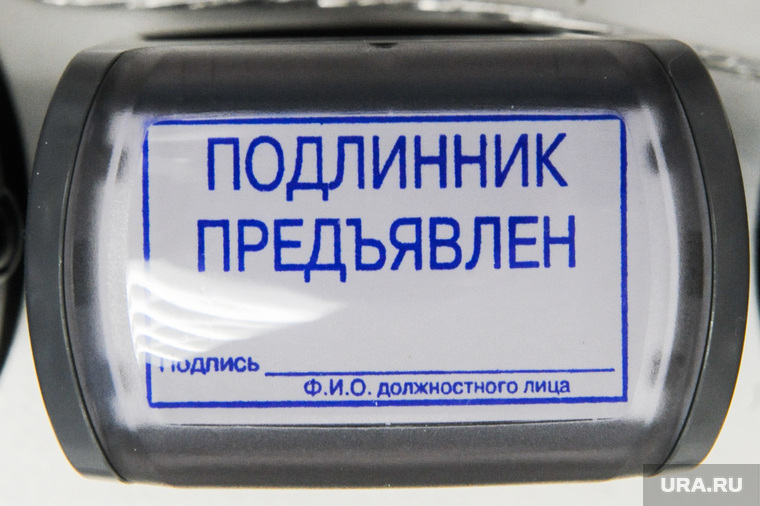 ПОДЛИННИК
ПРЕДЪЯВЛЕН
Подпись
Ф.И.О. должностного лица
URA.RU